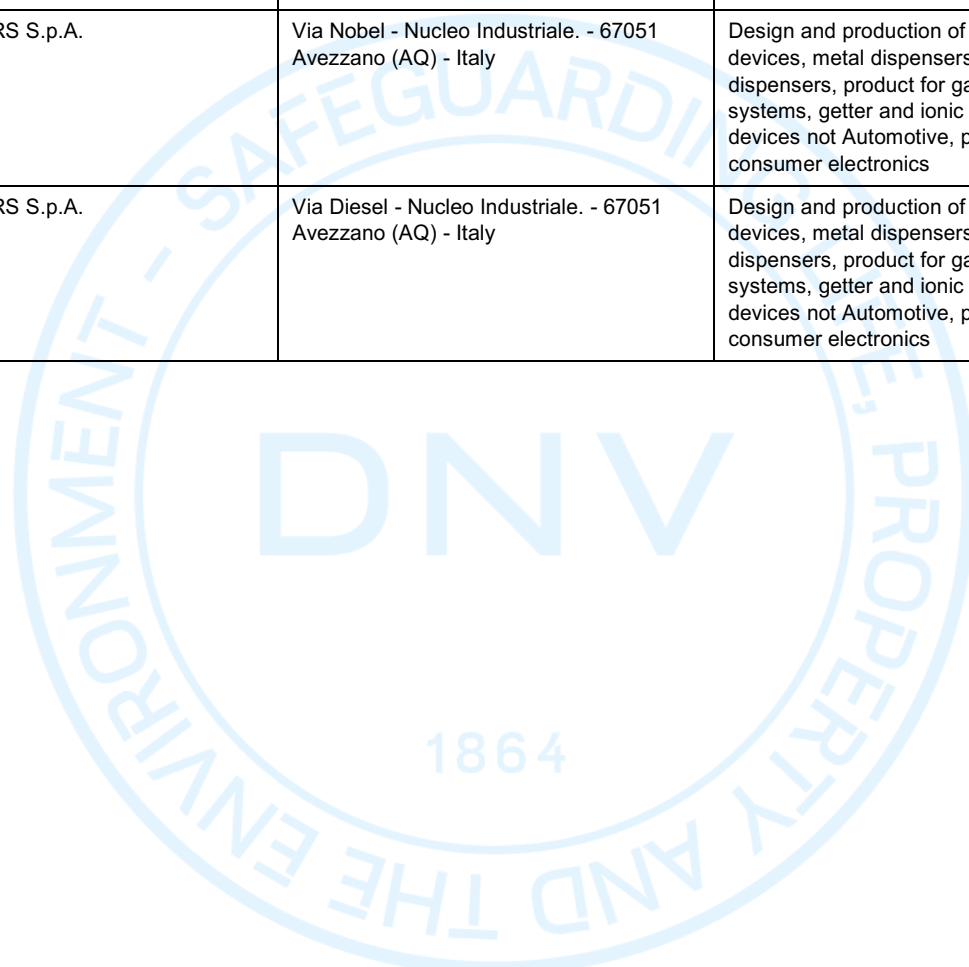 RS S.p.A.
Via Nobel - Nucleo Industriale. - 67051
Avezzano (AQ) - Italy
Design and production of
devices, metal dispensers
dispensers, product for
systems, getter and ionic
devices not Automotive,
consumer electronics
RS S.p.A.
Via Diesel - Nucleo Industriale. - 67051
Avezzano (AQ) - Italy
Design and production of
devices, metal dispensers
dispensers, product for
systems, getter and ionic
devices not Automotive,
consumer electronics
SAFEGUARDING LIFE, PROPERTY AND THE ENVIRONMENT -
DNV
1864